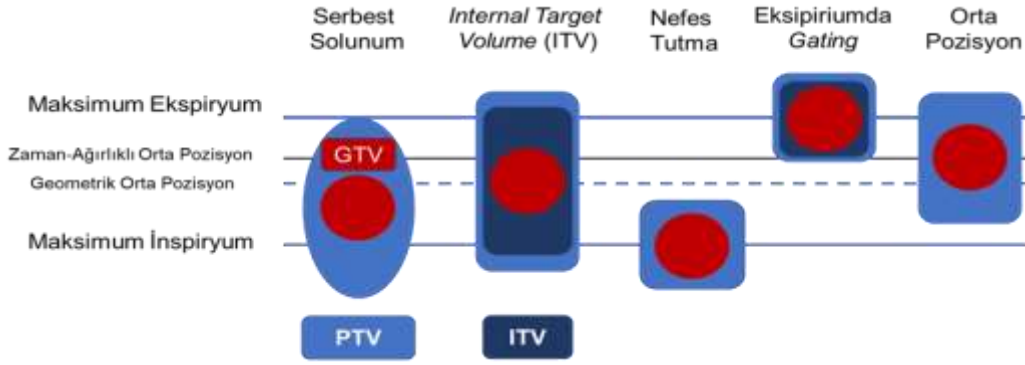 Serbest
Solunum
Internal Target
Volume (ITV)
Nefes
Tutma
Eksipiriumda
Gating
Orta
Pozisyon
Maksimum Ekspiryum
Zaman-Ağırlıklı Orta Pozisyon
GTV
Geometrik Orta Pozisyon
Maksimum İnspiryum
PTV
ITV